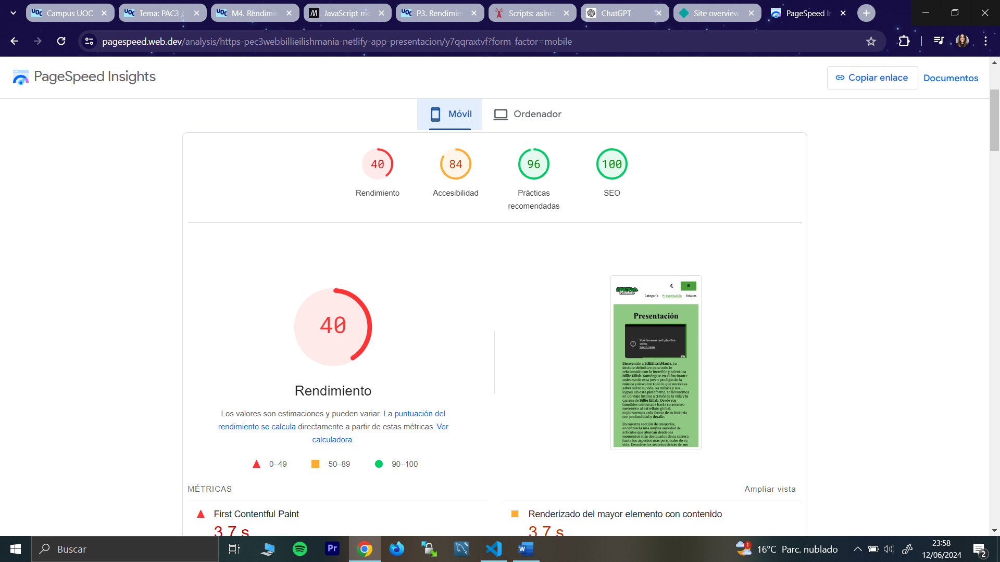 Campus UOC
Tema: PAC3 /
M4. Rendimie
JavaScript mo
P3. Rendimie
Scripts: asínc
ChatGPT
Site overview
PageSpeed In
pagespeed.web.dev/analysis/https-pec3webbillieilishmania-netlify-app-presentacion/y7qqraxtvf?form_factor=mobile
PageSpeed Insights
Copiar enlace
Documentos
Móvil
Ordenador
40
84
96
100
Rendimiento
Accesibilidad
Prácticas
recomendadas
SEO
40
Rendimiento
Los valores son estimaciones y pueden variar. La puntuación del
rendimiento se calcula directamente a partir de estas métricas. Ver
calculadora.
0–49
50–89
90–100
Mania
Categoría
Presentación
Enlaces
Presentación
Your browser can't play this
video.
Learn more
Bienvenido a BilliEilishManía, tu
destino definitivo para todo lo
relacionado con la increíble y talentosa
Billie Eilish. Sumérgete en el fascinante
universo de esta joven prodigio de la
música y descubre todo lo que necesitas
saber sobre su vida, su música y sus
logros. En esta plataforma, te llevaremos
en un viaje íntimo a través de la vida y la
carrera de Billie Eilish. Desde sus
humildes comienzos hasta su ascenso
meteórico al estrellato global,
exploraremos cada faceta de su historia
con profundidad y detalle.
En nuestra sección de categorías,
encontrarás una amplia variedad de
artículos que abarcan desde los
momentos más destacados de su carrera
hasta los aspectos más personales de su
vida. Descubre los secretos detrás de sus
MÉTRICAS
Ampliar vista
First Contentful Paint
3,7 s
Renderizado del mayor elemento con contenido
3,7 s
Buscar
16°C Parc. nublado
23:58
12/06/2024
2